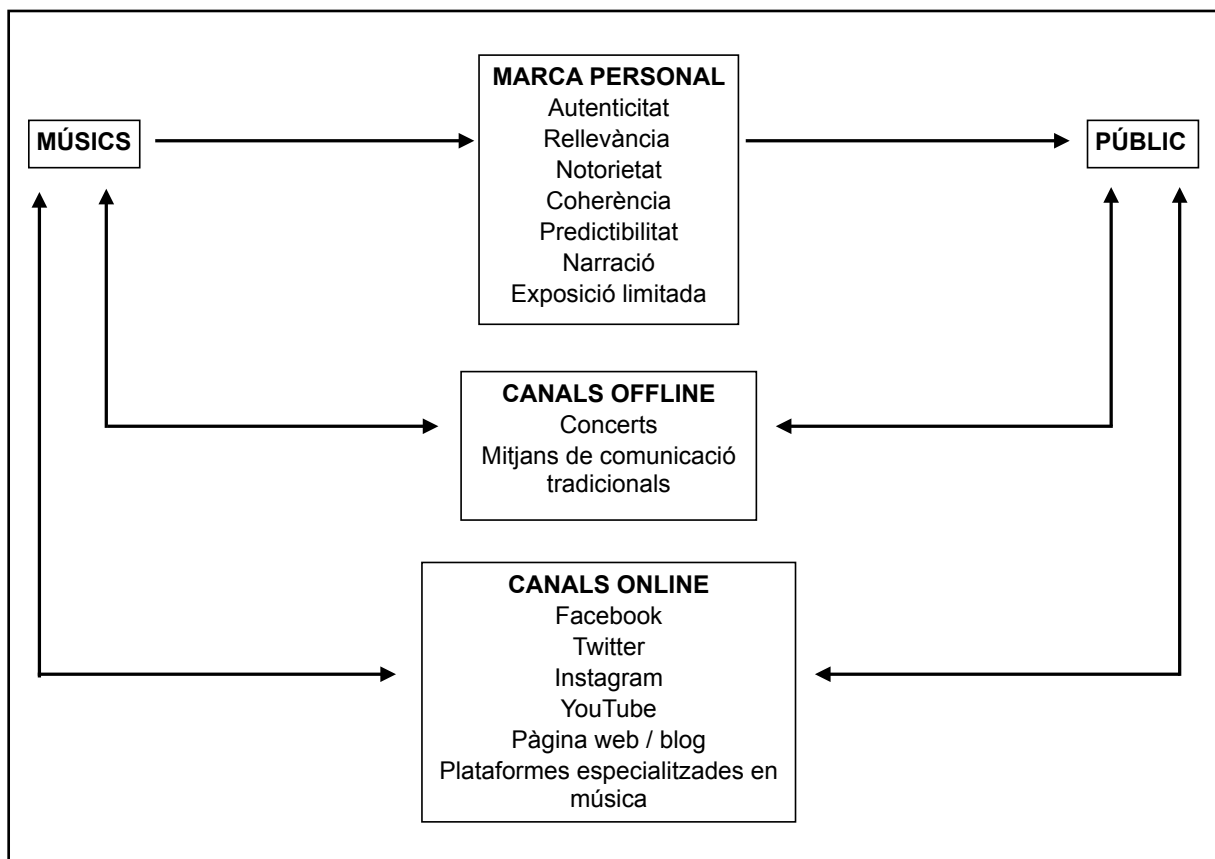 MARCA PERSONAL
Autenticitat
Rellevància
Notorietat
Coherència
Predictibilitat
Narració
Exposició limitada
MÚSICS
PÚBLIC
CANALS OFFLINE
Concerts
Mitjans de comunicació
tradicionals
CANALS ONLINE
Facebook
Twitter
Instagram
YouTube
Pàgina web / blog
Plataformes especialitzades en
música